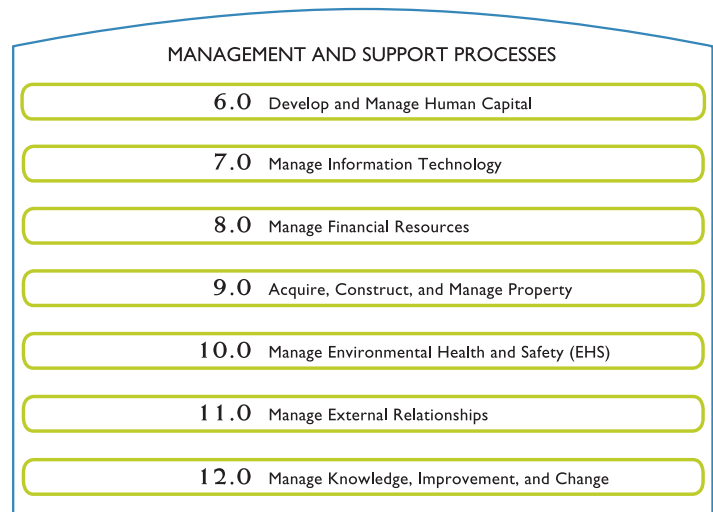 MANAGEMENT AND SUPPORT PROCESSES
6.0 Develop and Manage Human Capital
7.0 Manage Information Technology
8.0 Manage Financial Resources
9.0 Acquire, Construct, and Manage Property
10.0 Manage Environmental Health and Safety (EHS)
11.0 Manage External Relationships
12.0 Manage Knowledge, Improvement, and Change